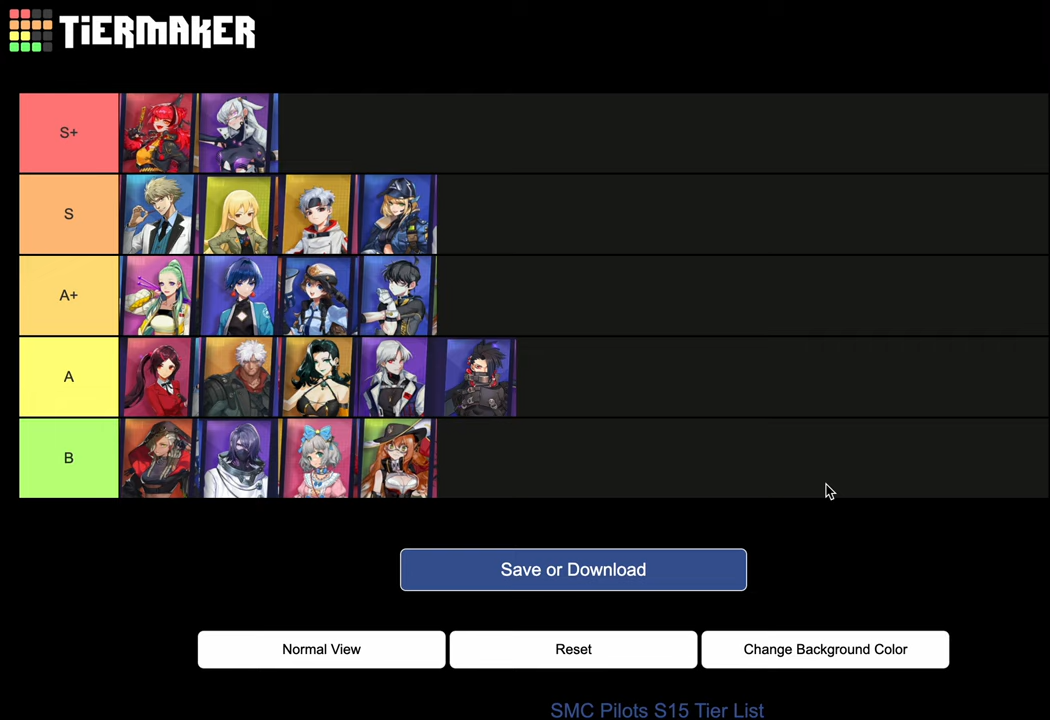 TiERMAKER
S+
S
A+
A
B
Save or Download
Normal View
Reset
Change Background Color
SMC Pilots S15 Tier List